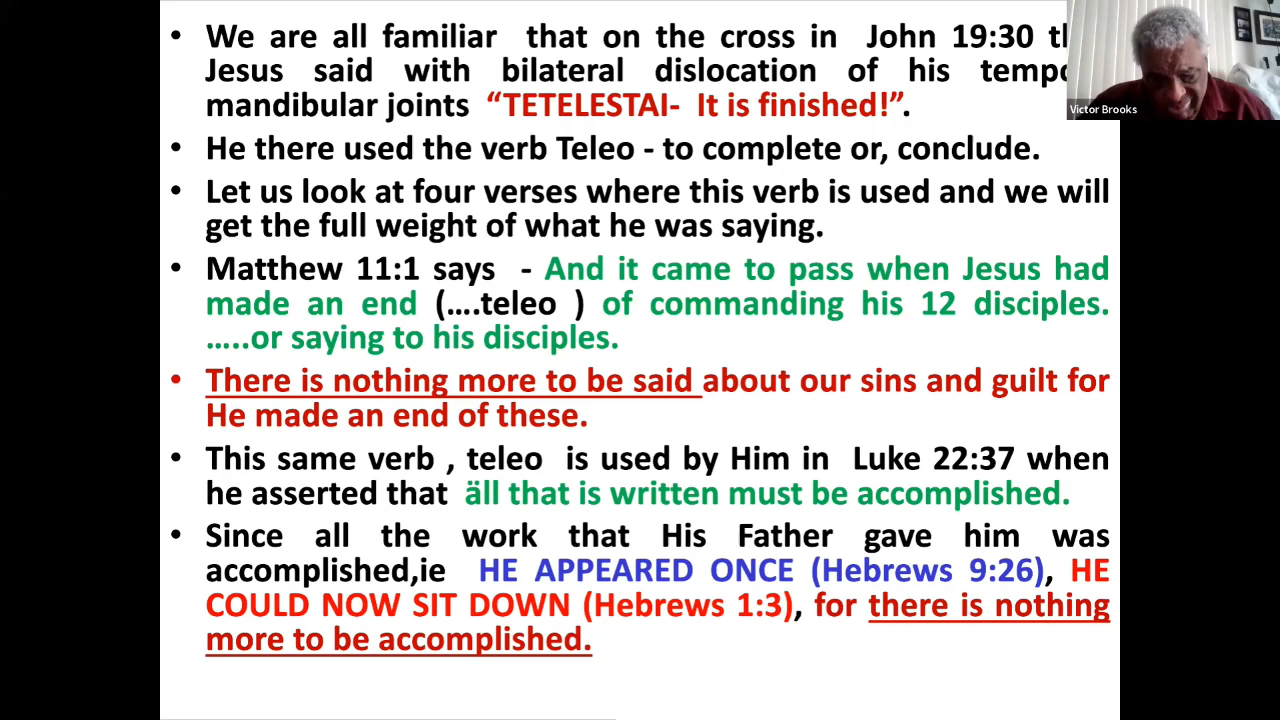 • We are all familiar that on the cross in John 19:30
Jesus said with bilateral dislocation of his
mandibular joints “TETELESTAI- It is finished!”.
• He there used the verb Teleo - to complete or, conclude.
• Let us look at four verses where this verb is used and we will
get the full weight of what he was saying.
• Matthew 11:1 says - And it came to pass when Jesus had
made an end (….teleo ) of commanding his 12 disciples.
…..or saying to his disciples.
• There is nothing more to be said about our sins and guilt for
He made an end of these.
• This same verb , teleo is used by Him in Luke 22:37 when
he asserted that äll that is written must be accomplished.
• Since all the work that His Father gave him was
accomplished,ie HE APPEARED ONCE (Hebrews 9:26), HE
COULD NOW SIT DOWN (Hebrews 1:3), for there is nothing
more to be accomplished.
Victor Brooks